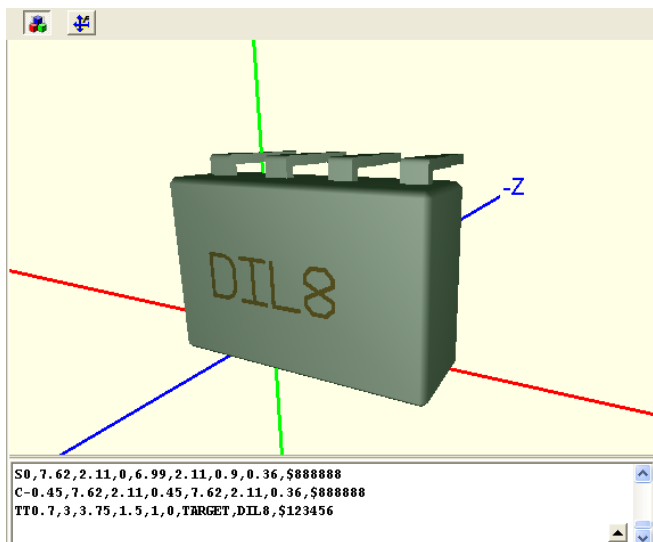 -Z
DIL8
S0,7.62,2.11,0,6.99,2.11,0.9,0.36,$888888
C-0.45,7.62,2.11,0.45,7.62,2.11,0.36,$888888
TT0.7,3,3.75,1.5,1,0,TARGET,DIL8,$123456